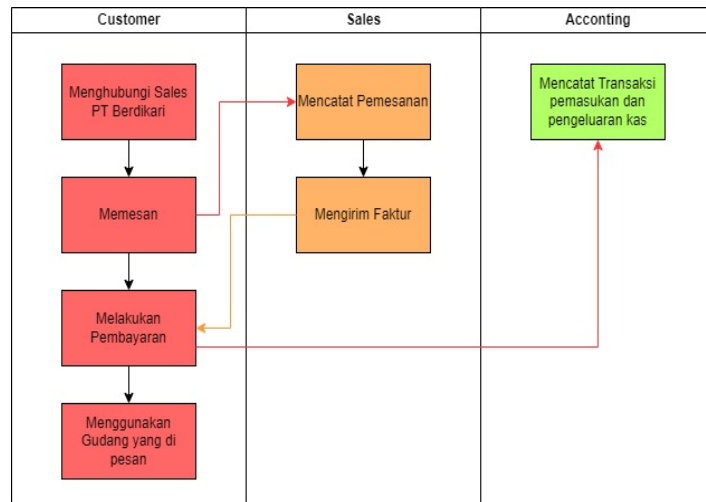 Customer
Sales
Acconting
Menghubungi Sales
PT Berdikari
Mencatat Pemesanan
Mencatat Transaksi
pemasukan dan
pengeluaran kas
Memesan
Mengirim Faktur
Melakukan
Pembayaran
Menggunakan
Gudang yang di
pesan